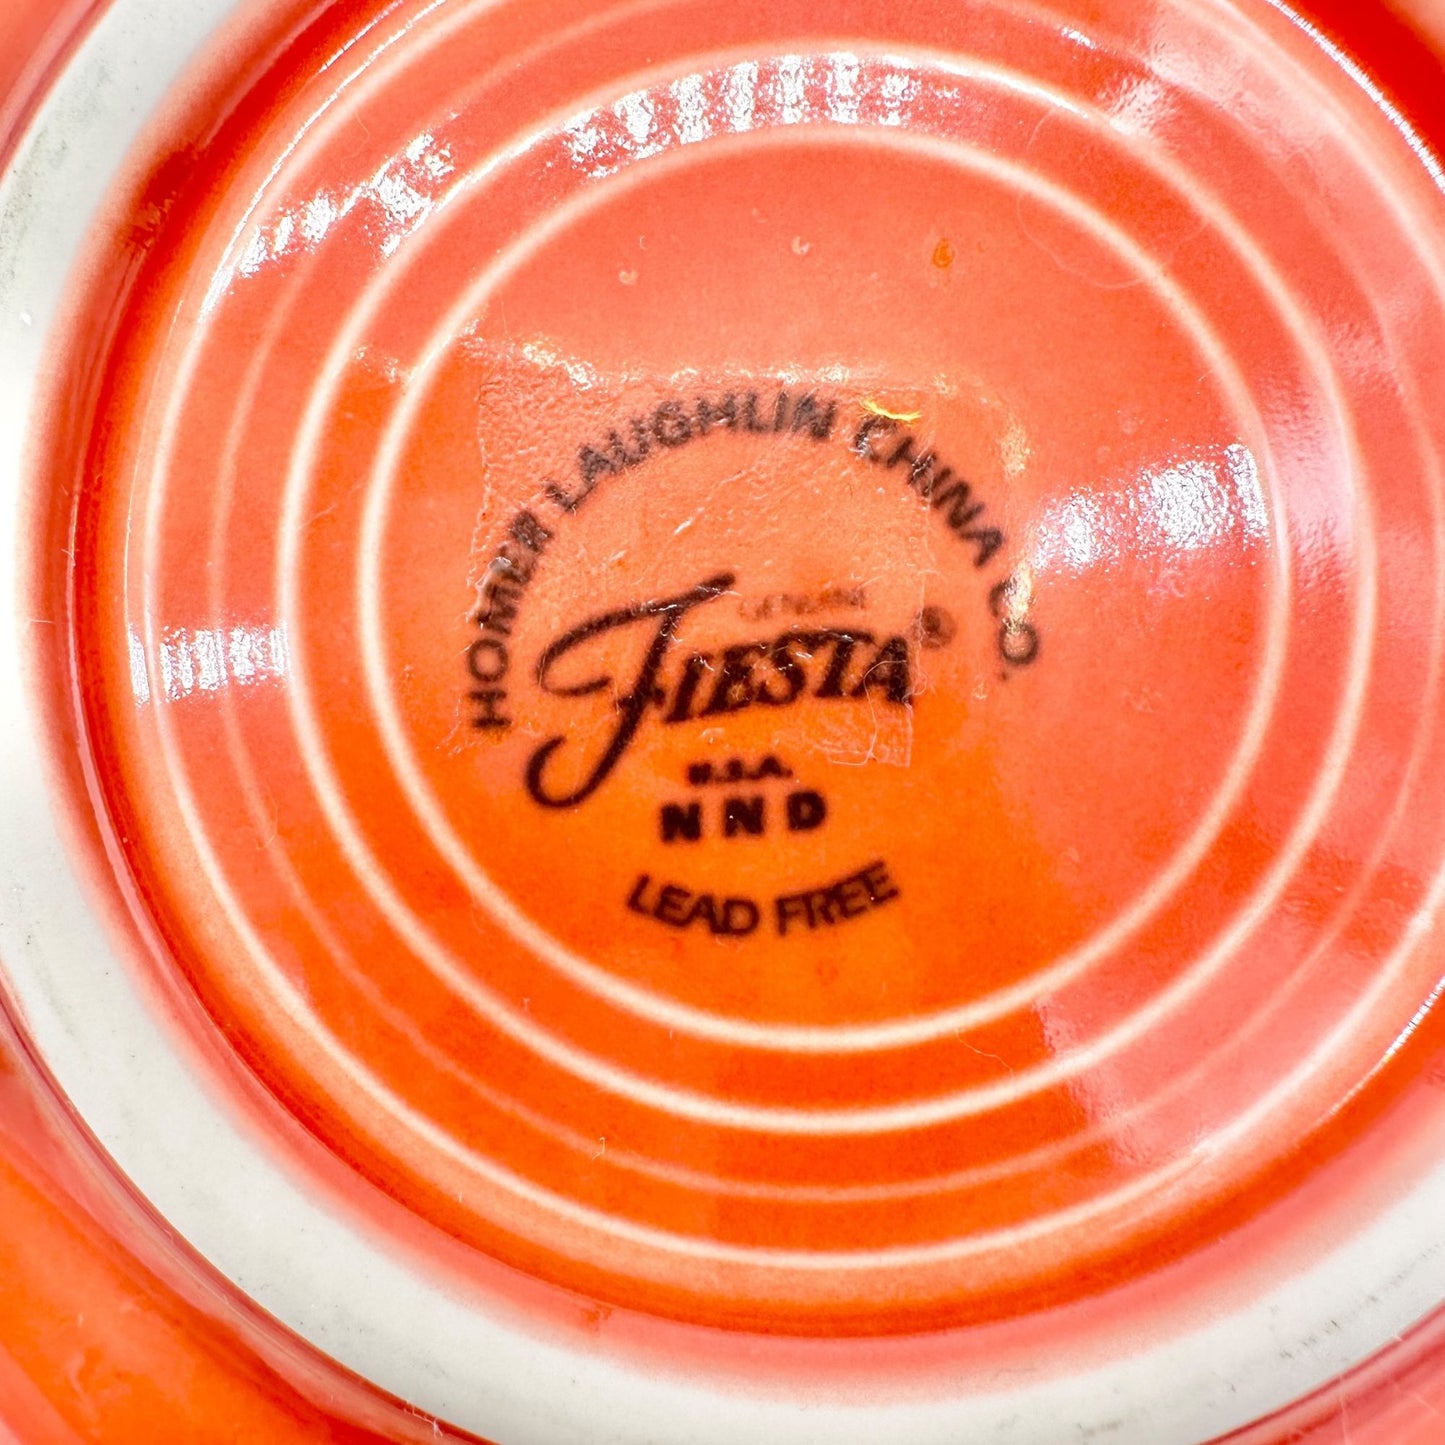 HOMER LAUGHLIN CHINA CO.
GENUINE
FIESTA®
U.S.A.
NND
LEAD FREE